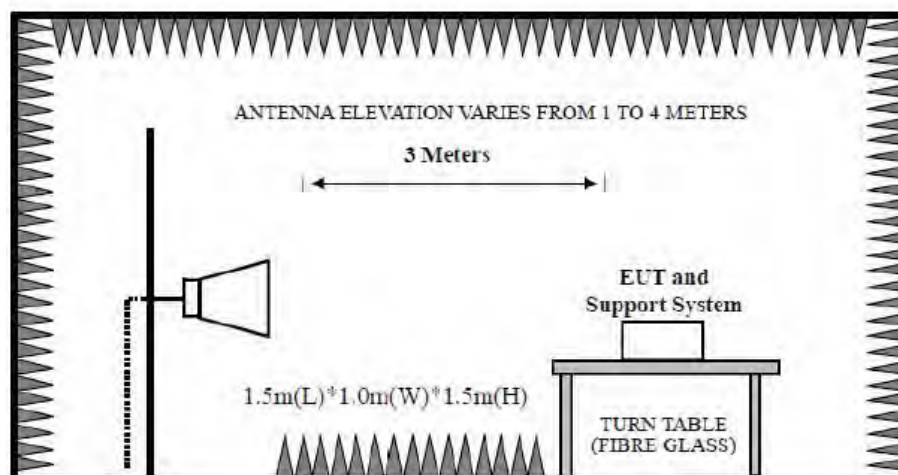 ANTENNA ELEVATION VARIES FROM 1 TO 4 METERS
3 Meters
EUT and
Support System
1.5m(L)*1.0m(W)*1.5m(H)
TURN TABLE
(FIBRE GLASS)